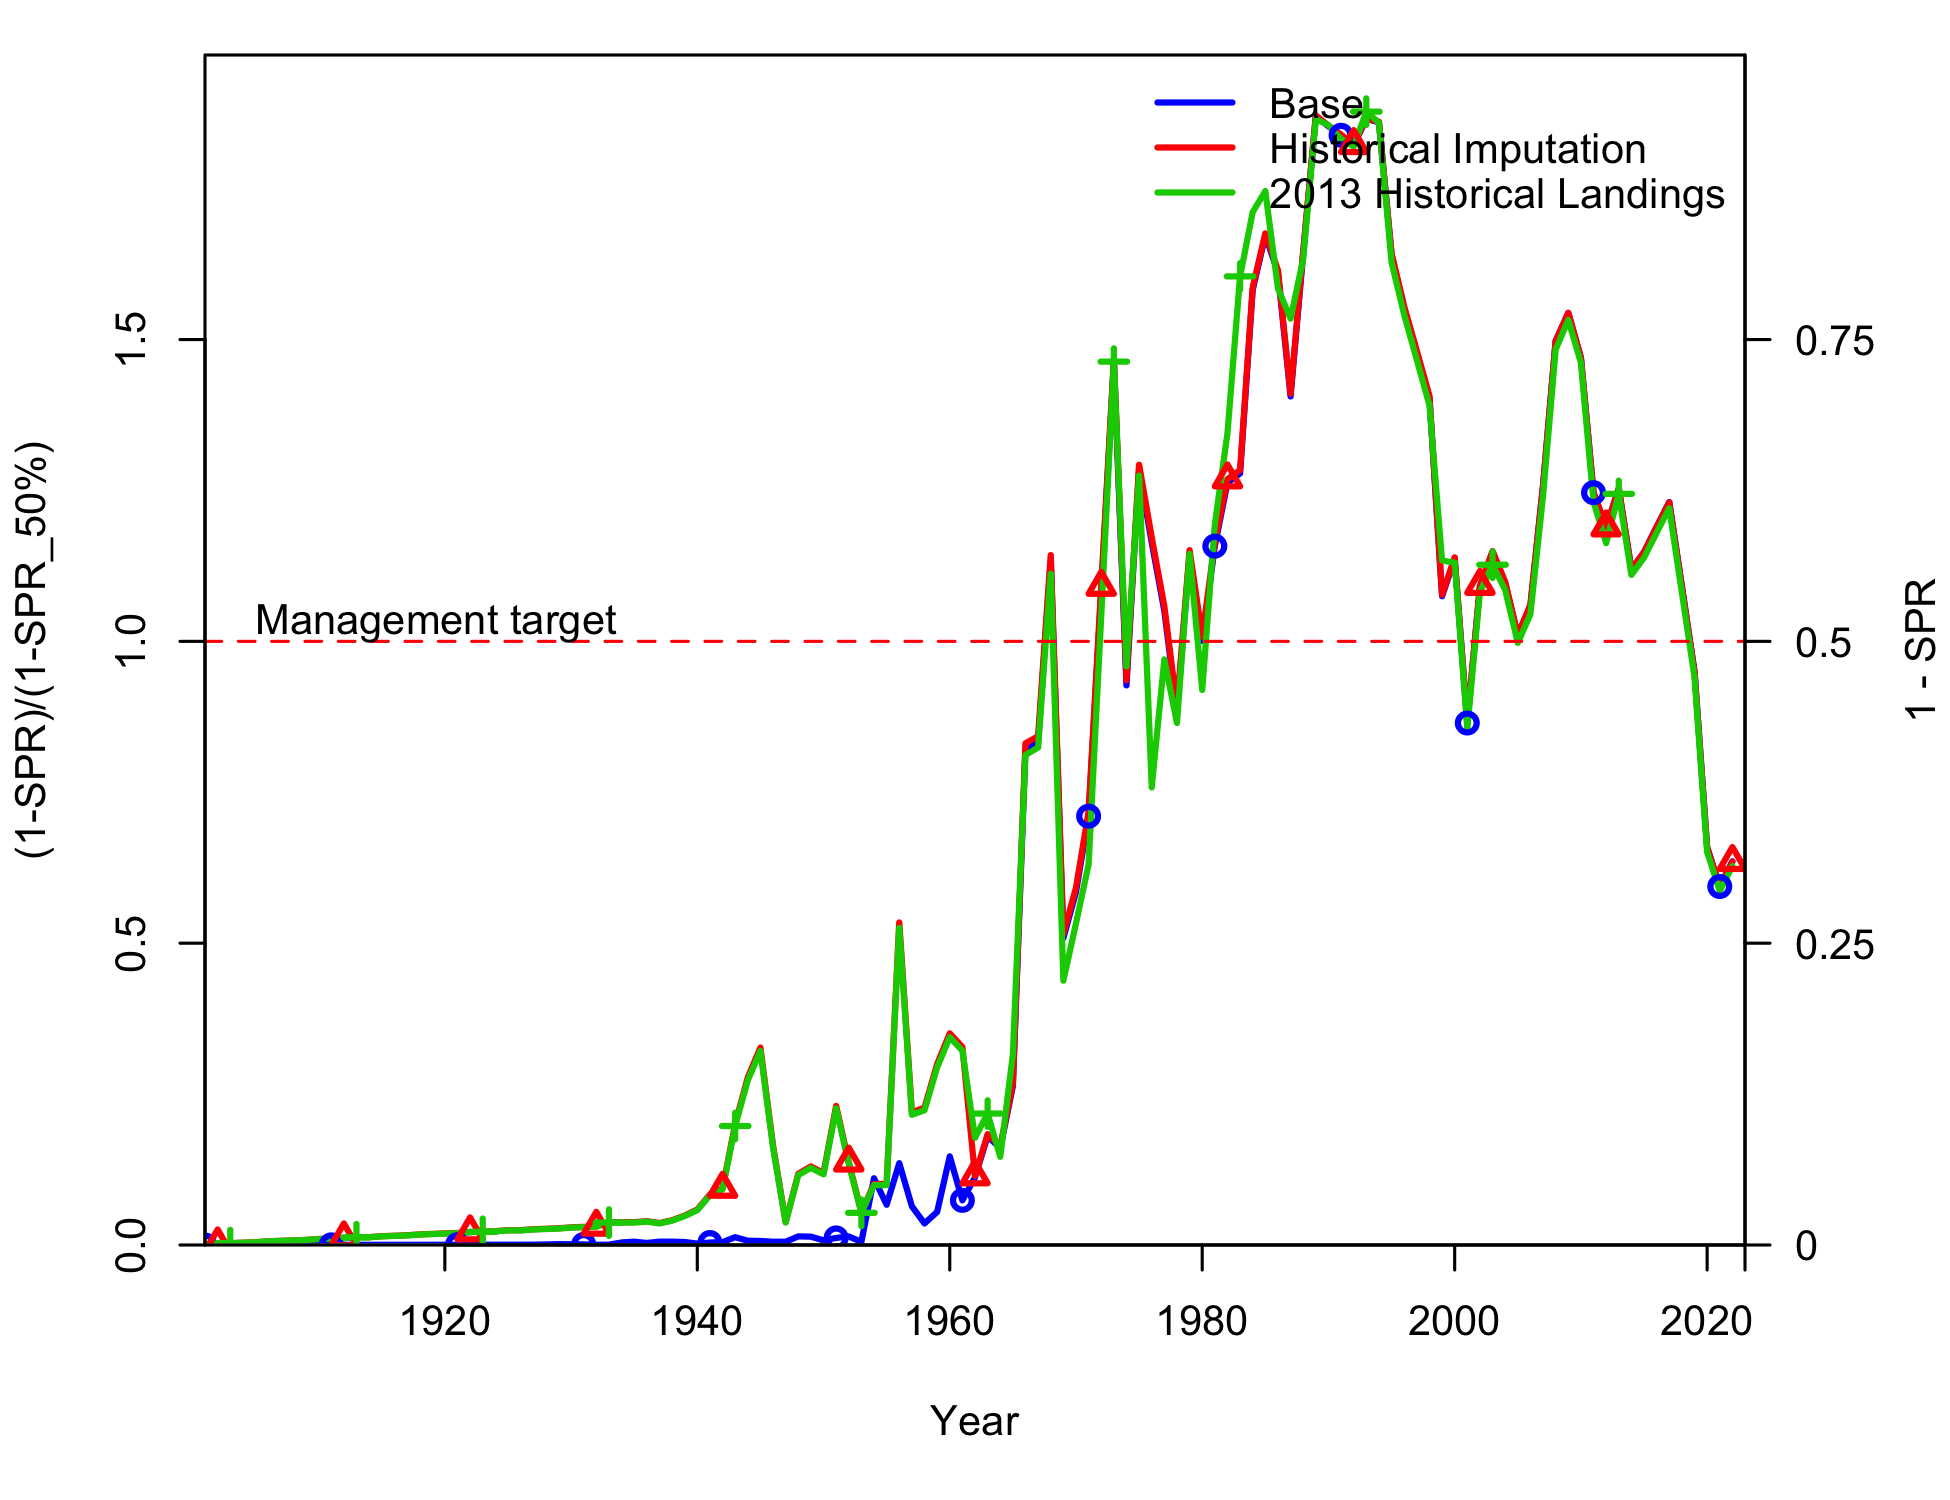 Base
Historical Imputation
2013 Historical Landings
Management target
(1-SPR)/(1-SPR_50%)
0.0
0.5
1.0
1.5
1 - SPR
0
0.25
0.5
0.75
1920
1940
1960
1980
2000
2020
Year